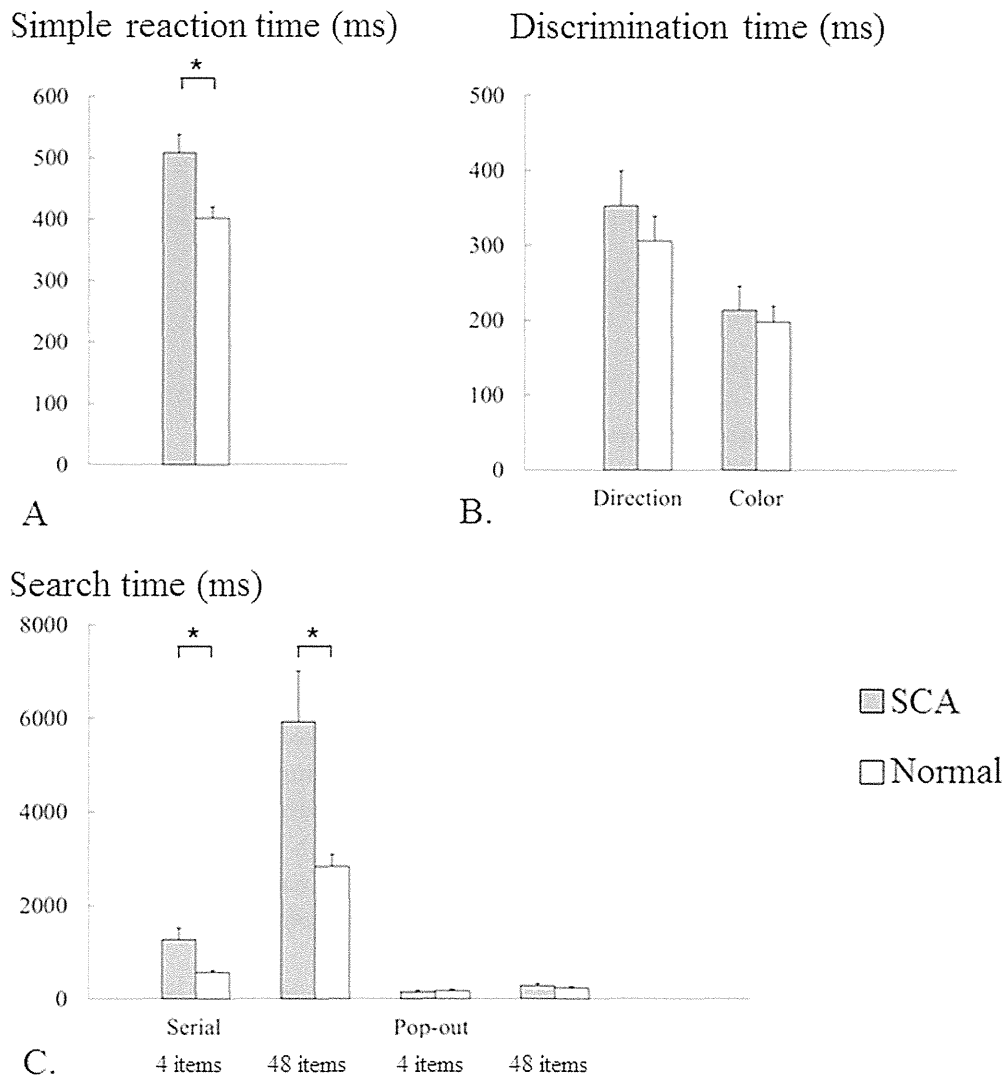 Simple reaction time (ms)
*
600
500
400
300
200
100
0
A
Discrimination time (ms)
500
400
300
200
100
0
Direction Color
B.
Search time (ms)
8000
6000
4000
2000
0
* *
SCA
Normal
Serial Pop-out
4 items 48 items 4 items 48 items
C.